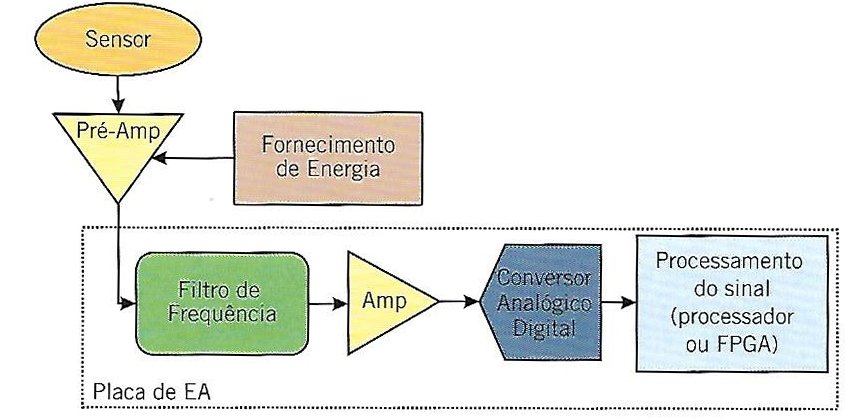 Sensor
Pré-Amp
Fornecimento
de Energia
Filtro de
Frequência
Amp
Conversor
Analógico
Digital
Processamento
do sinal
(processador
ou FPGA)
Placa de EA